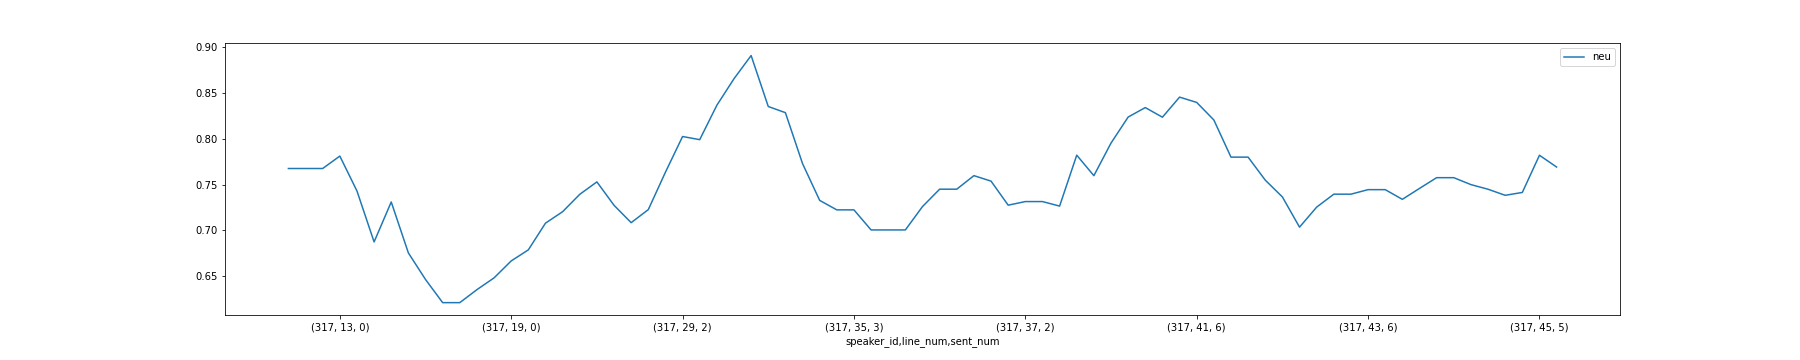 0.90
neu
0.85
0.80
0.75
0.70
0.65
(317, 13, 0) (317, 19, 0) (317, 29, 2) (317, 35, 3) (317, 37, 2) (317, 41, 6) (317, 43, 6) (317, 45, 5)
speaker_id,line_num,sent_num